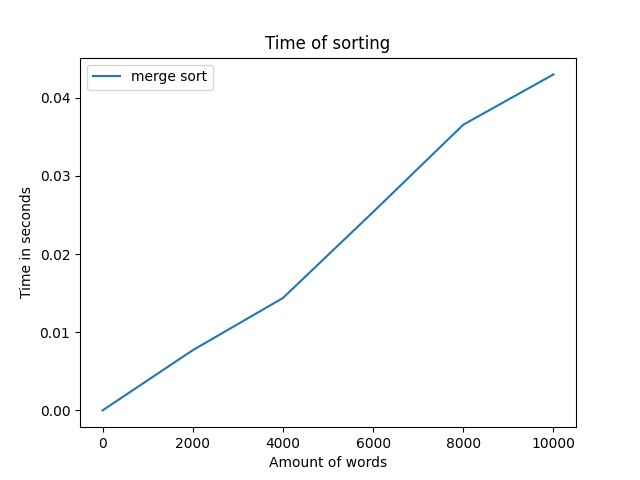 Time of sorting
merge sort
0.04
0.03
0.02
0.01
0.00
Time in seconds
0 2000 4000 6000 8000 10000
Amount of words